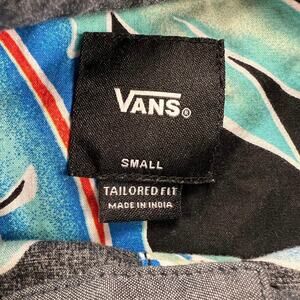 VANS®
SMALL
TAILORED FIT
MADE IN INDIA